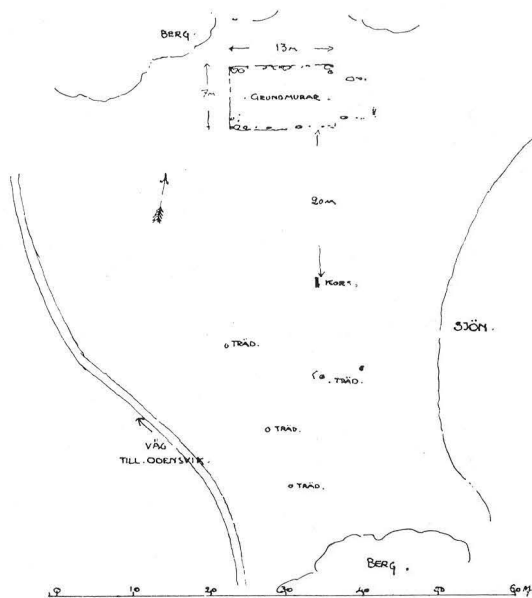 BERG.
13M
7M
GRUNDMURAR.
20M
KORS.
SJÖN.
TRÄD.
TRÄD.
TRÄD.
VÄG
TILL ODENSVIK.
TRÄD.
BERG.
0 10 20 30 40 50 60 M